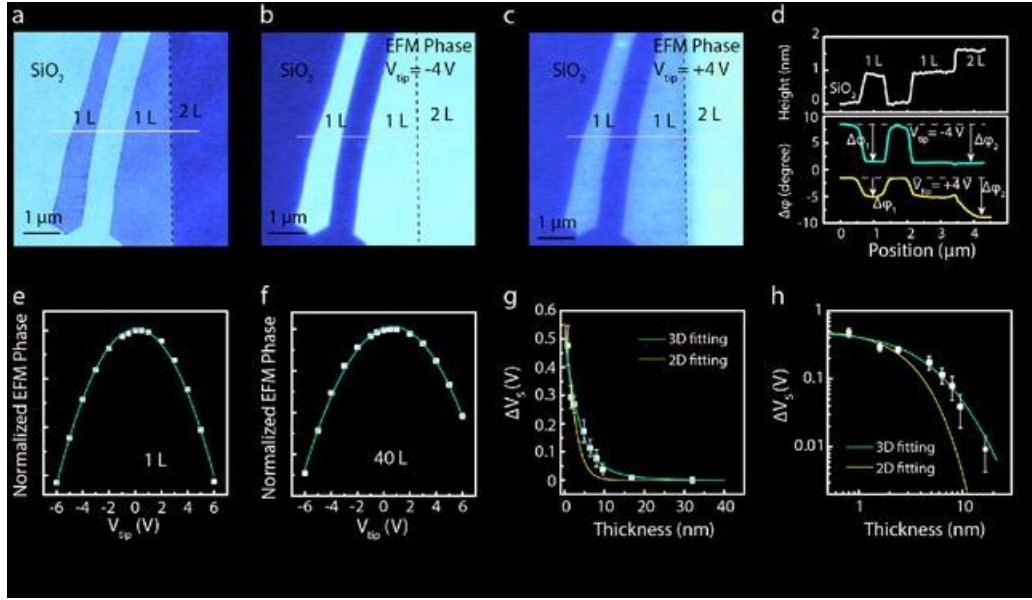 a
SiO2
1 L
1 L
2 L
1 μm
b
EFM Phase
Vtip = -4 V
SiO2
1 L
1 L
2 L
1 μm
c
EFM Phase
Vtip = +4 V
SiO2
1 L
1 L
2 L
1 μm
d
Height (nm)
2
1
0
SiO2
1 L
1 L
2 L
Δφ (degree)
10
5
0
-5
-10
Δφ1
Vtip = -4 V
Δφ2
Vtip = +4 V
Δφ1
Δφ2
0 1 2 3 4
Position (μm)
e
Normalized EFM Phase
1 L
-6 -4 -2 0 2 4 6
Vtip (V)
f
Normalized EFM Phase
40 L
-6 -4 -2 0 2 4 6
Vtip (V)
g
ΔVs (V)
0.6
0.5
0.4
0.3
0.2
0.1
0
3D fitting
2D fitting
0 10 20 30 40
Thickness (nm)
h
ΔVs (V)
1
0.1
0.01
3D fitting
2D fitting
1 10
Thickness (nm)